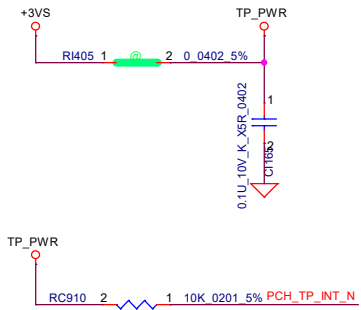 +3VS TP_PWR
RI405 1 @ 2 0_0402_5%
0.1U_10V_K_X5R_0402
1
2
CI165
TP_PWR
RC910 2 1 10K_0201_5% PCH_TP_INT_N